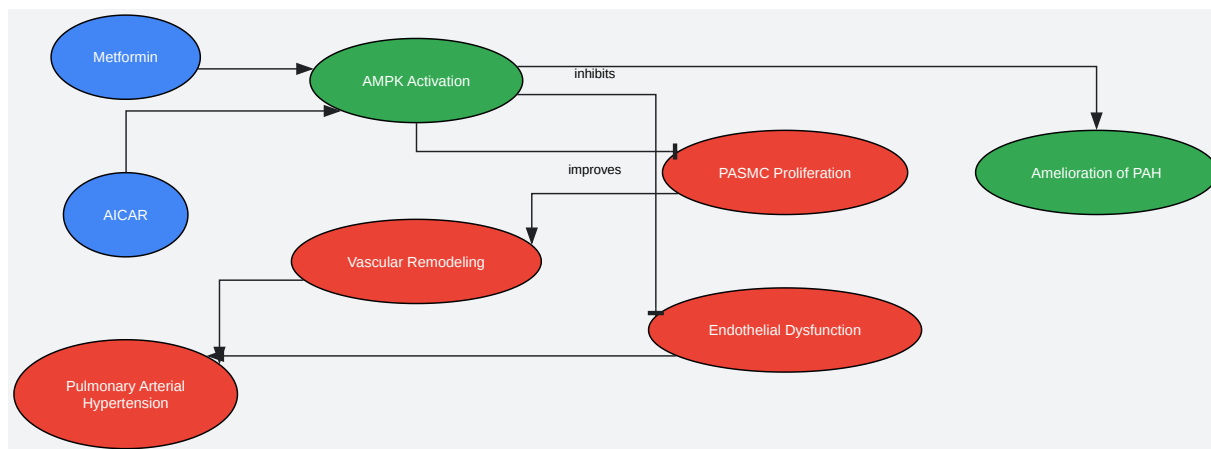 Metformin
AMPK Activation
inhibits
improves
PASMC Proliferation
Amelioration of PAH
AICAR
Vascular Remodeling
Endothelial Dysfunction
Pulmonary Arterial
Hypertension